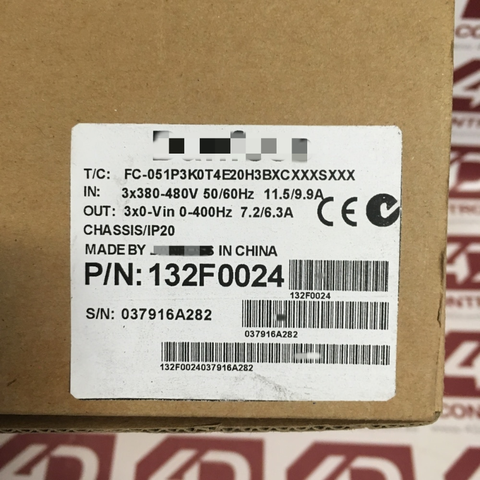 T/C: FC-051P3K0T4E20H3BXCXXXSXXX
IN: 3x380-480V 50/60Hz 11.5/9.9A
OUT: 3x0-Vin 0-400Hz 7.2/6.3A
CHASSIS/IP20
MADE BY IN CHINA
P/N: 132F0024
132F0024
S/N: 037916A282
037916A282
132F0024037916A282
CE